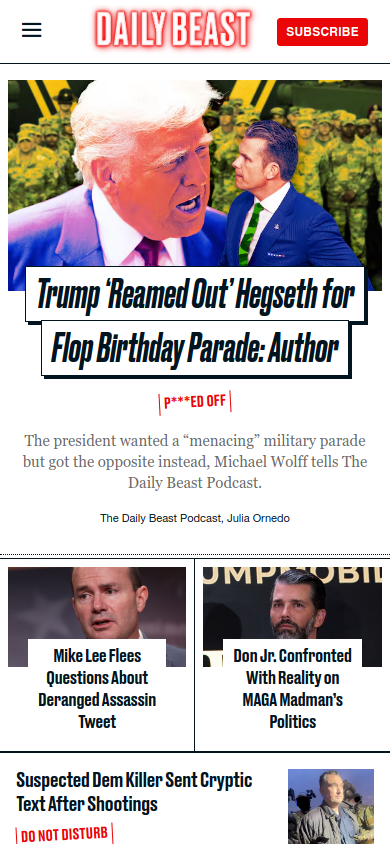 DAILY BEAST
SUBSCRIBE
Trump ‘Reamed Out’ Hegseth for
Flop Birthday Parade: Author
P***ED OFF
The president wanted a “menacing” military parade
but got the opposite instead, Michael Wolff tells The
Daily Beast Podcast.
The Daily Beast Podcast, Julia Ornedo
Mike Lee Flees
Questions About
Deranged Assassin
Tweet
Don Jr. Confronted
With Reality on
MAGA Madman’s
Politics
Suspected Dem Killer Sent Cryptic
Text After Shootings
DO NOT DISTURB